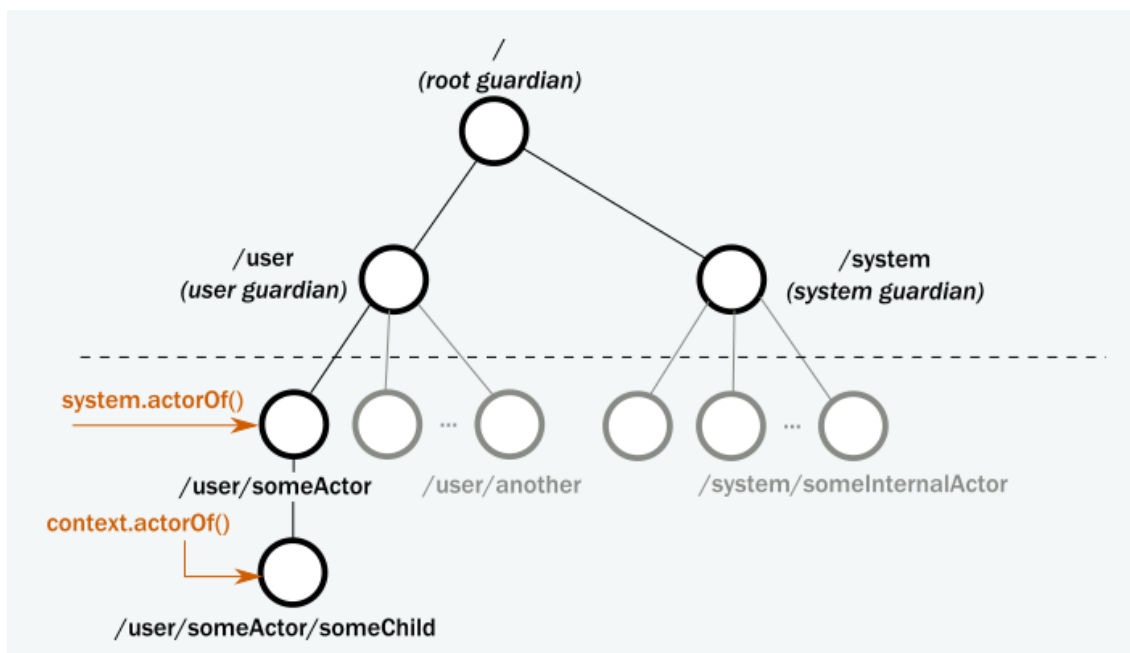 /
(root guardian)
/user
(user guardian)
/system
(system guardian)
system.actorOf()
...
...
/user/someActor
/user/another
/system/someInternalActor
context.actorOf()
/user/someActor/someChild